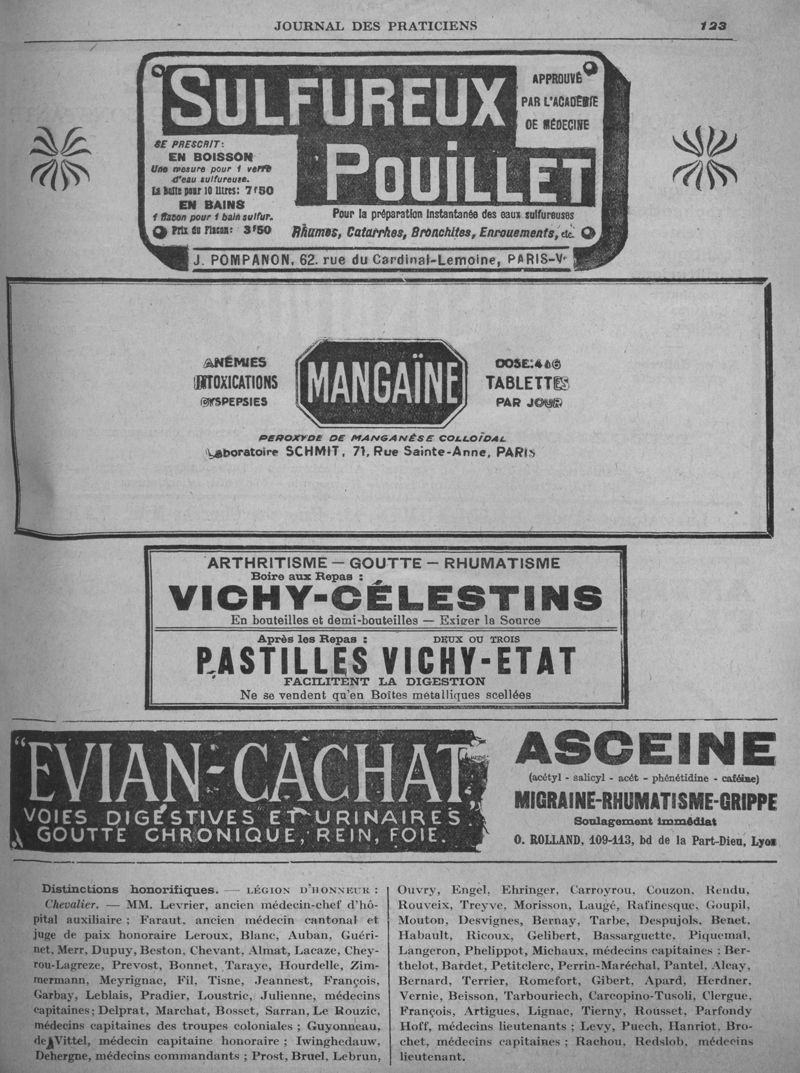 JOURNAL DES PRATICIENS 123
SULFUREUX
POUILLET
APPROUVÉ
PAR L'ACADÉMIE
DE MÉDECINE
SE PRESCRIT:
EN BOISSON
Une mesure pour 1 verre
d'eau sulfureuse.
La Boîte pour 10 litres: 7f50
EN BAINS
1 flacon pour 1 bain sulfur.
Prix du Flacon: 3f50
Pour la préparation instantanée des eaux sulfureuses
Rhumes, Catarrhes, Bronchites, Enrouements, etc.
J. POMPANON, 62. rue du Cardinal-Lemoine, PARIS-Ve
ANÉMIES
INTOXICATIONS
DYSPEPSIES
MANGAÏNE
DOSE: 4 à 6
TABLETTES
PAR JOUR
PEROXYDE DE MANGANÈSE COLLOÏDAL
Laboratoire SCHMIT, 71, Rue Sainte-Anne, PARIS
ARTHRITISME — GOUTTE — RHUMATISME
Boire aux Repas :
VICHY-CÉLESTINS
En bouteilles et demi-bouteilles — Exiger la Source
Après les Repas : DEUX OU TROIS
PASTILLES VICHY-ETAT
FACILITENT LA DIGESTION
Ne se vendent qu'en Boîtes métalliques scellées
"EVIAN-CACHAT"
VOIES DIGÉSTIVES ET URINAIRES
GOUTTE CHRONIQUE, REIN, FOIE.
ASCEINE
(acétyl - salicyl - acét - phénétidine - caféine)
MIGRAINE-RHUMATISME-GRIPPE
Soulagement immédiat
O. ROLLAND, 109-113, bd de la Part-Dieu, Lyon
Distinctions honorifiques. — LÉGION D'HONNEUR :
Chevalier. — MM. Levrier, ancien médecin-chef d'hô-
pital auxiliaire ; Faraut, ancien médecin cantonal et
juge de paix honoraire Leroux, Blanc, Auban, Guéri-
net, Merr, Dupuy, Beston, Chevant, Almat, Lacaze, Chey-
rou-Lagreze, Prevost, Bonnet, Taraye, Hourdelle, Zim-
mermann, Meyrignac, Fil, Tisne, Jeannest, François,
Garbay, Leblais, Pradier, Loustric, Julienne, médecins
capitaines ; Delprat, Marchat, Bosset, Sarran, Le Rouzic,
médecins capitaines des troupes coloniales ; Guyonneau,
de Vittel, médecin capitaine honoraire ; Iwinghedauw,
Dehergne, médecins commandants ; Prost, Bruel, Lebrun,
Ouvry, Engel, Ehringer, Carroyrou, Couzon, Rendu,
Rouveix, Treyve, Morisson, Laugé, Rafinesque, Goupil,
Mouton, Desvignes, Bernay, Tarbe, Despujols, Benet,
Habault, Ricoux, Gelibert, Bassarguette, Piquemal,
Langeron, Phelippot, Michaux, médecins capitaines ; Ber-
thelot, Bardet, Petitclerc, Perrin-Maréchal, Pantel, Alcay,
Bernard, Terrier, Romefort, Gibert, Apard, Herdner,
Vernie, Beisson, Tarbouriech, Carcopino-Tusoli, Clergue,
François, Artigues, Lignac, Tierny, Rousset, Parfondy
Hoff, médecins lieutenants ; Levy, Puech, Hanriot, Bro-
chet, médecins capitaines ; Rachou, Redslob, médecins
lieutenant.